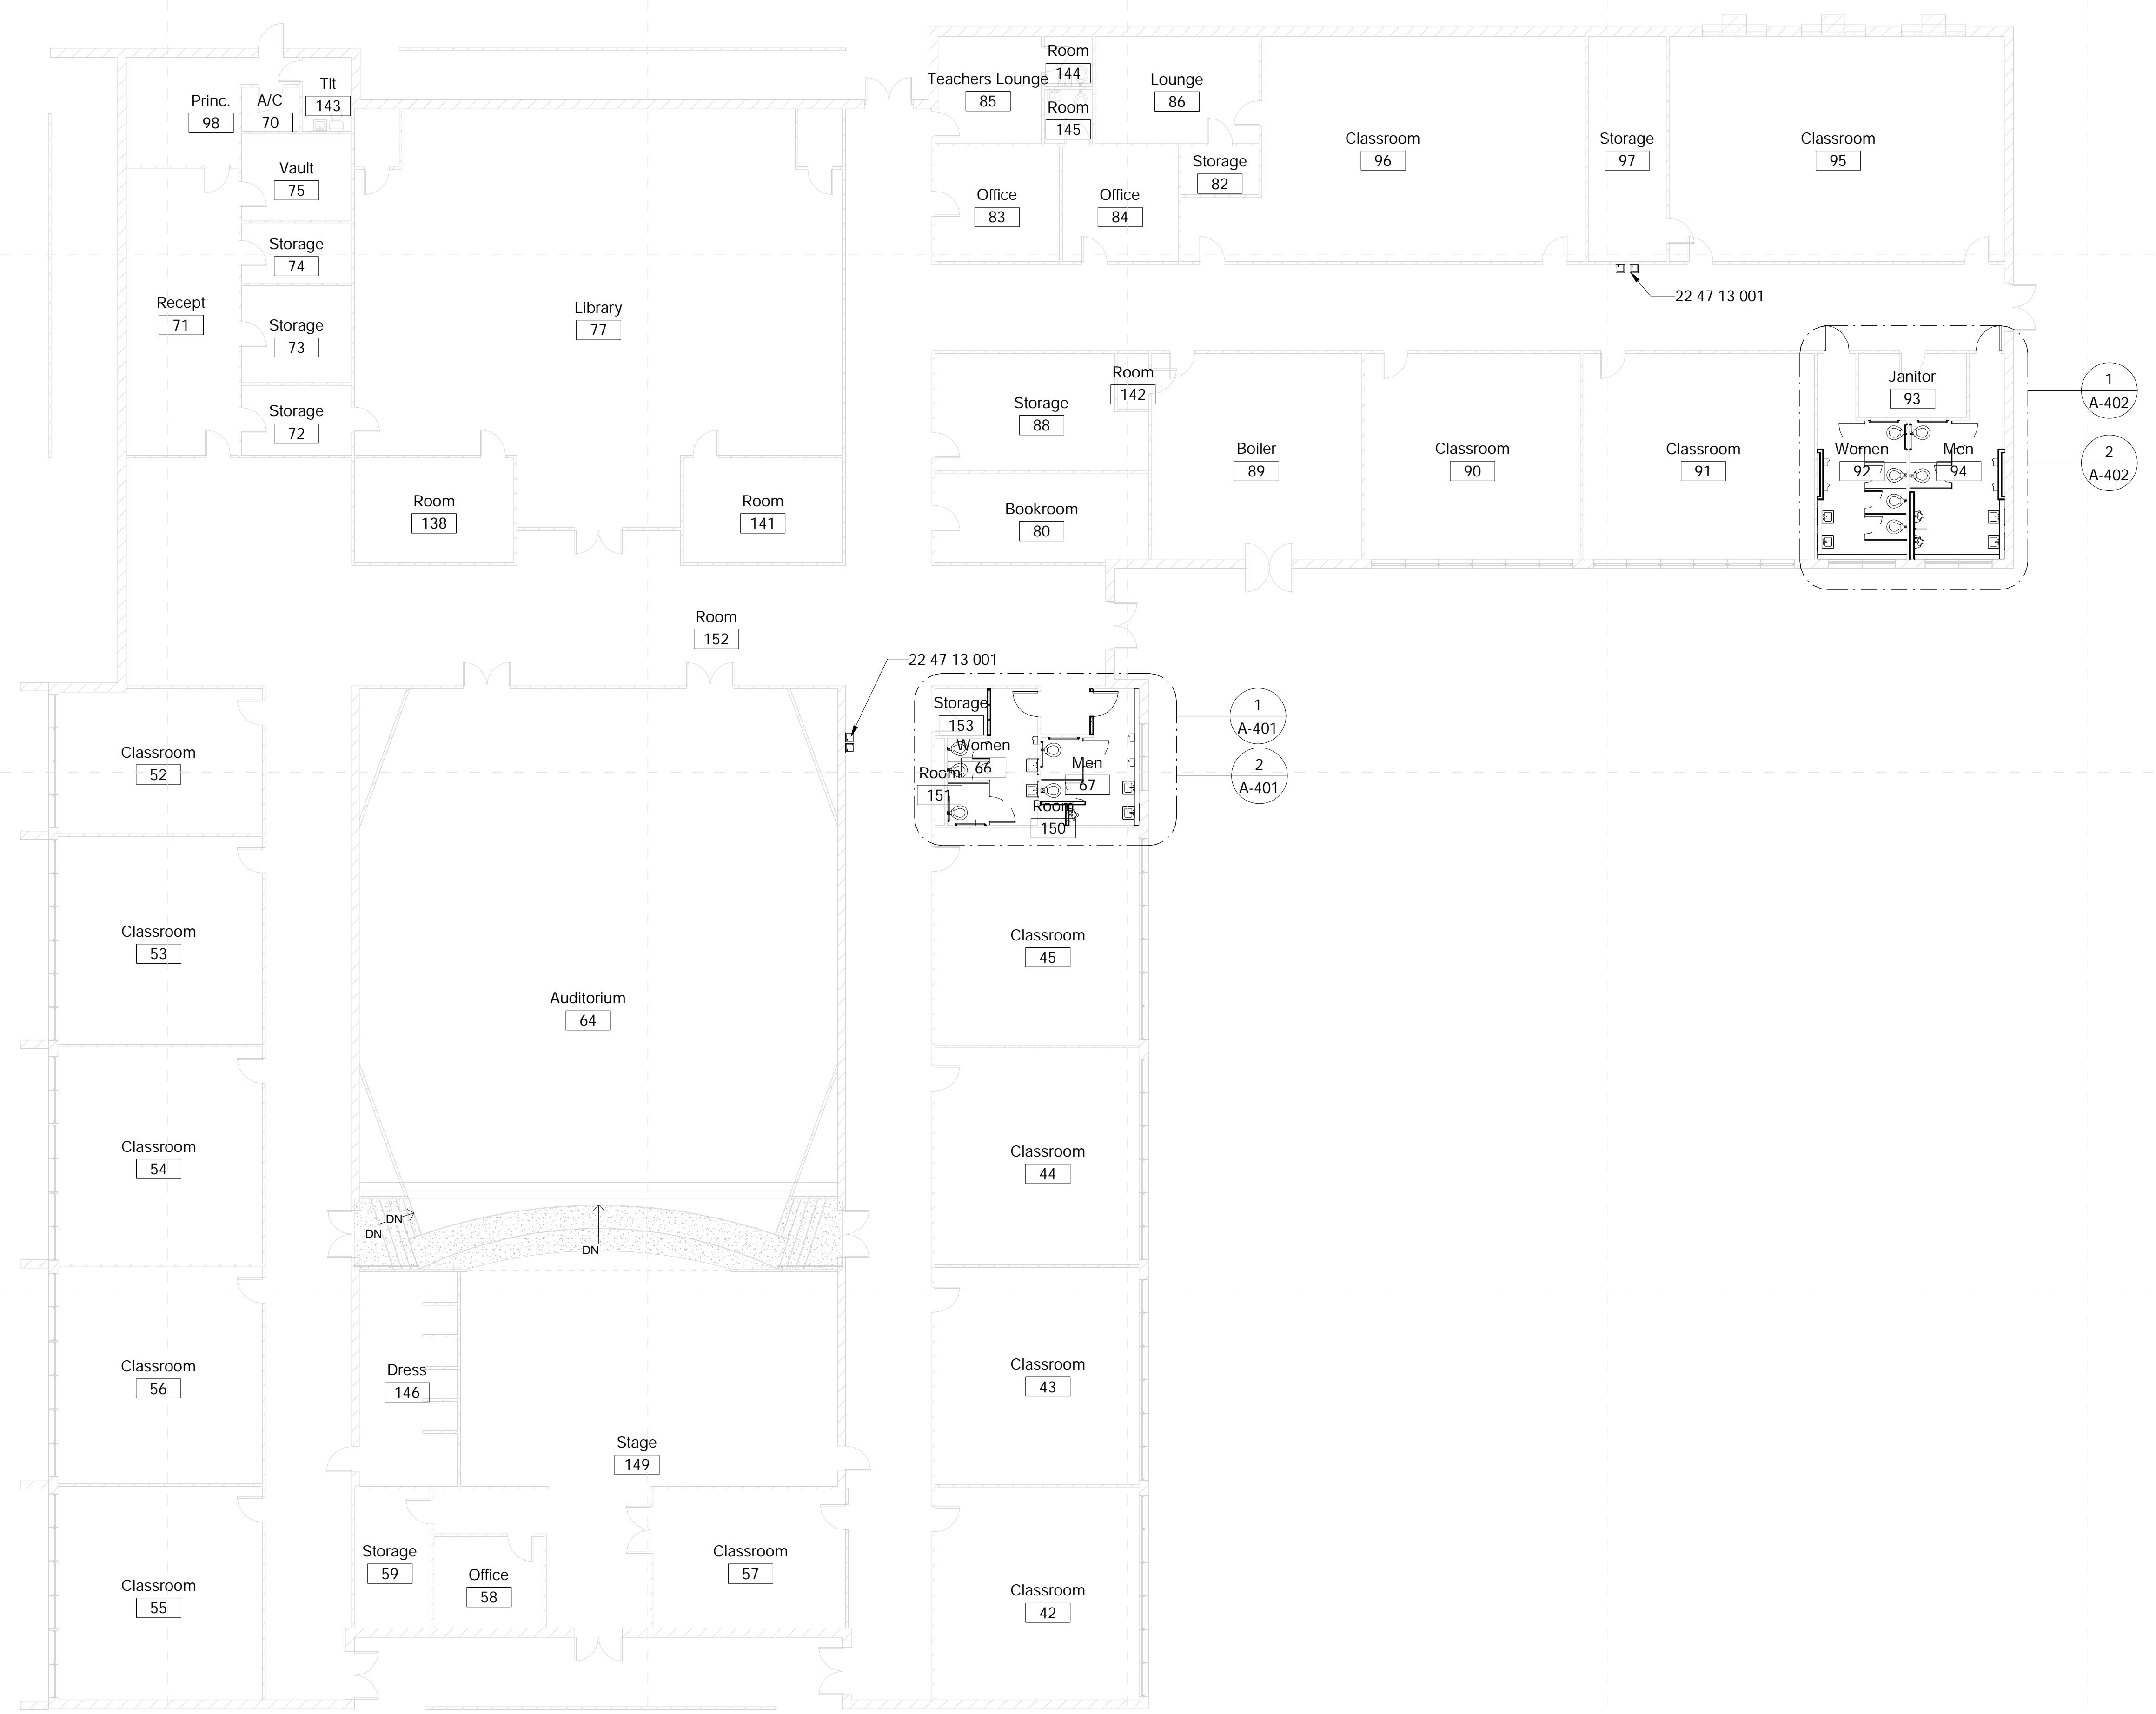 Princ.
98
A/C
70
Tlt
143
Vault
75
Storage
74
Recept
71
Storage
73
Storage
72
Library
77
Room
138
Room
141
Teachers Lounge
85
Room
144
Room
145
Lounge
86
Office
83
Office
84
Storage
82
Classroom
96
Storage
97
Classroom
95
22 47 13 001
Storage
88
Room
142
Bookroom
80
Boiler
89
Classroom
90
Classroom
91
Janitor
93
Women
92
Men
94
1
A-402
2
A-402
Room
152
22 47 13 001
Storage
153
Women
66
Room
151
Men
67
Room
150
1
A-401
2
A-401
Classroom
52
Classroom
53
Classroom
54
Classroom
56
Classroom
55
Auditorium
64
DN
DN
DN
Dress
146
Stage
149
Storage
59
Office
58
Classroom
57
Classroom
45
Classroom
44
Classroom
43
Classroom
42